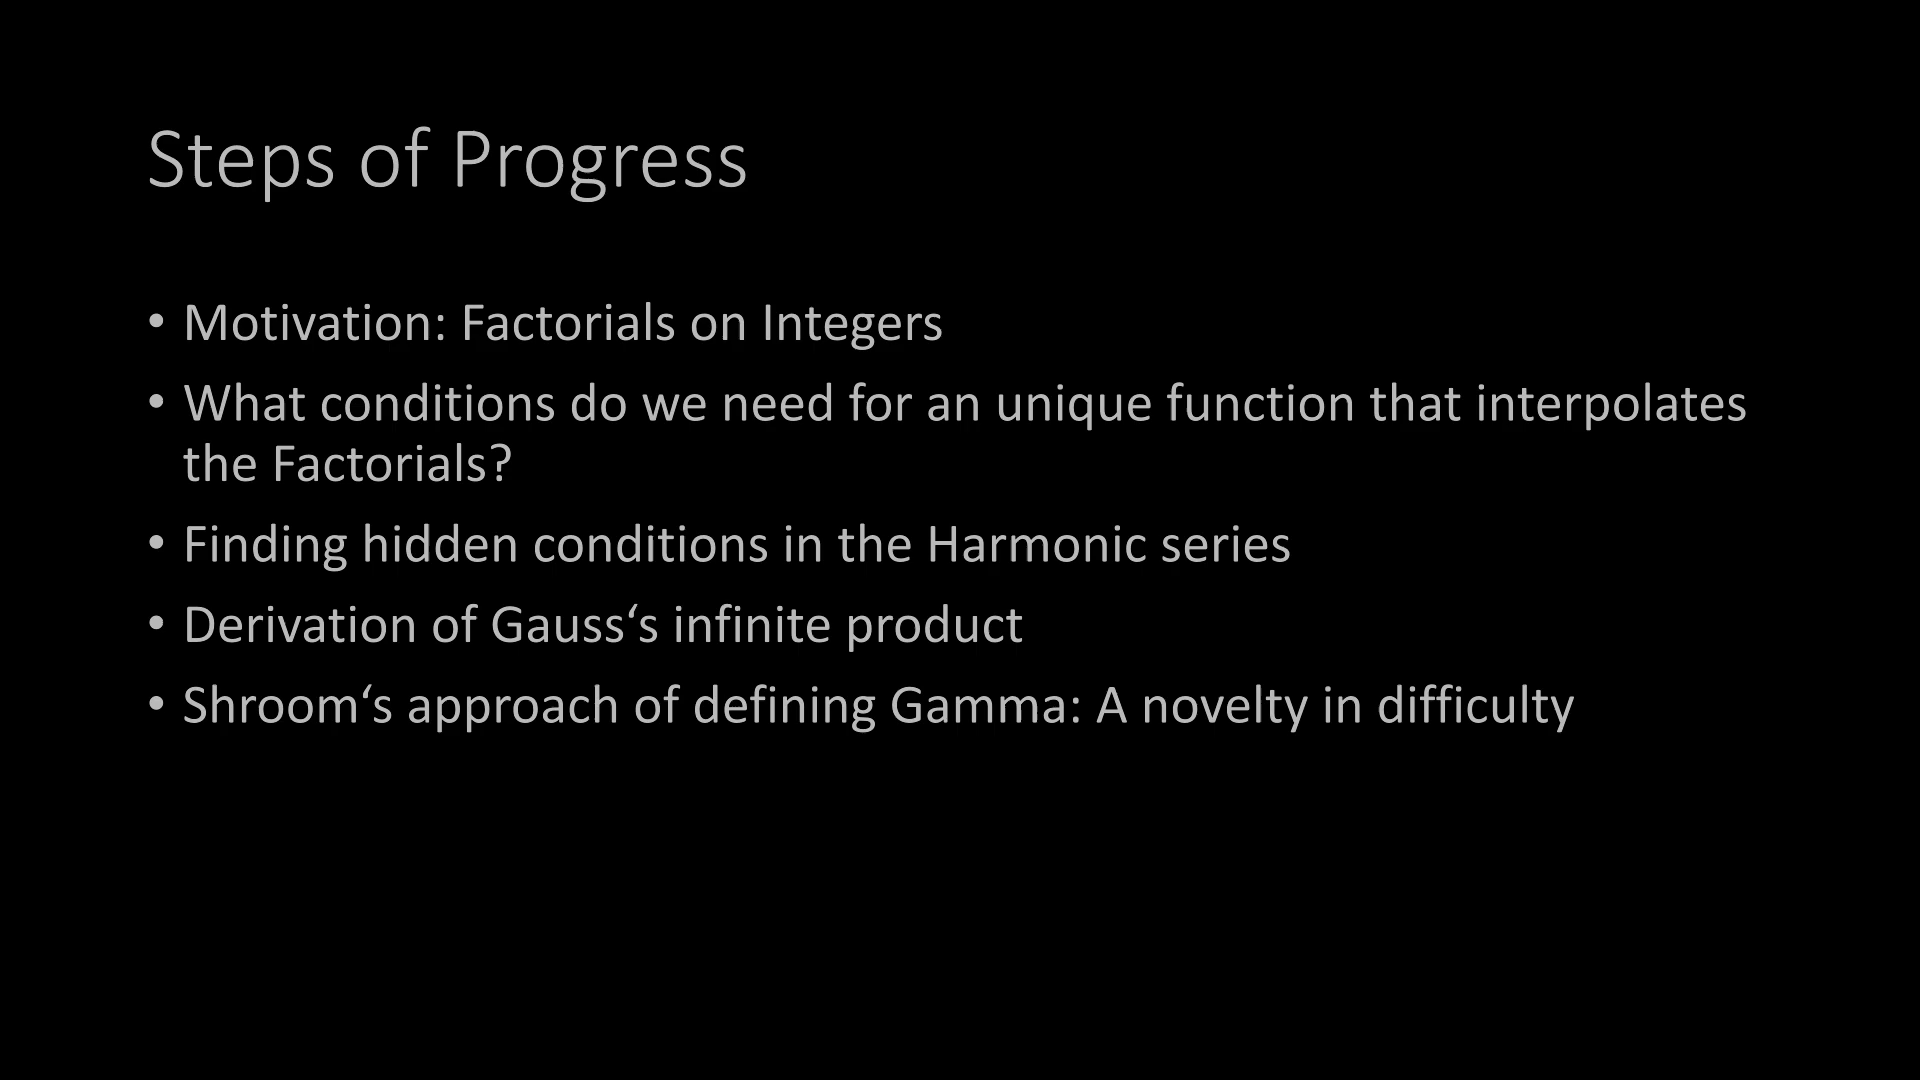 Steps of Progress
• Motivation: Factorials on Integers
• What conditions do we need for an unique function that interpolates
the Factorials?
• Finding hidden conditions in the Harmonic series
• Derivation of Gauss‘s infinite product
• Shroom‘s approach of defining Gamma: A novelty in difficulty